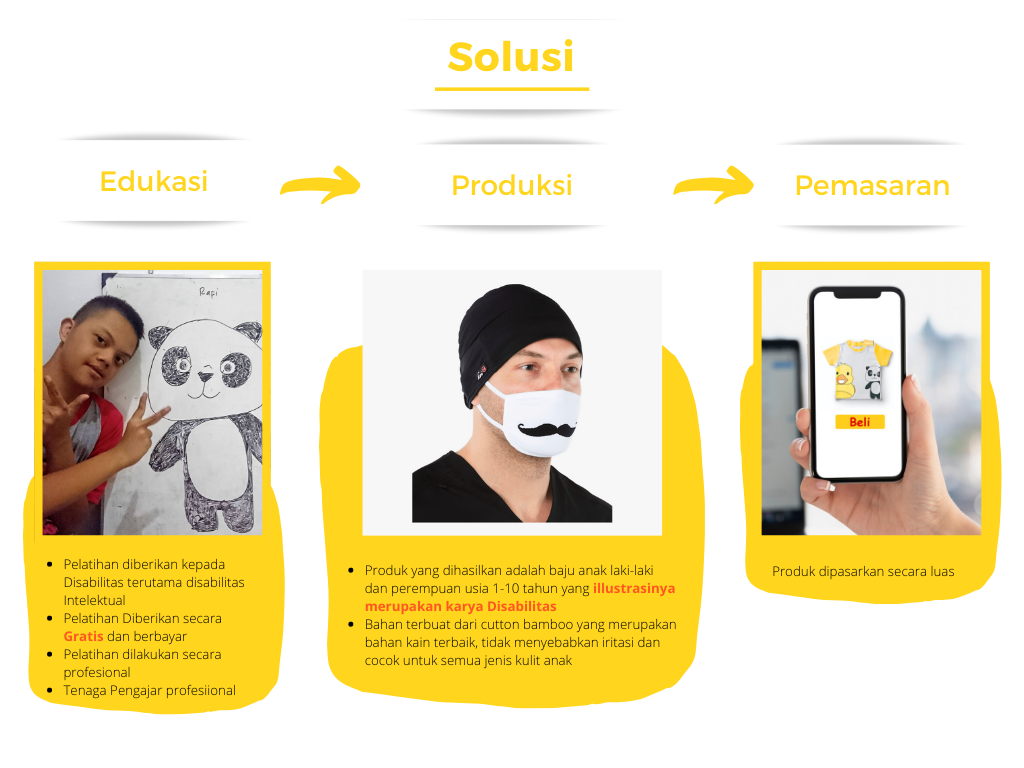 Solusi
Edukasi
Produksi
Pemasaran
Rafi
Pelatihan diberikan kepada
Disabilitas terutama disabilitas
Intelektual
Pelatihan Diberikan secara
Gratis dan berbayar
Pelatihan dilakukan secara
profesional
Tenaga Pengajar profesiional
Produk yang dihasilkan adalah baju anak laki-laki
dan perempuan usia 1-10 tahun yang illustrasinya
merupakan karya Disabilitas
Bahan terbuat dari cutton bamboo yang merupakan
bahan kain terbaik, tidak menyebabkan iritasi dan
cocok untuk semua jenis kulit anak
Beli
Produk dipasarkan secara luas